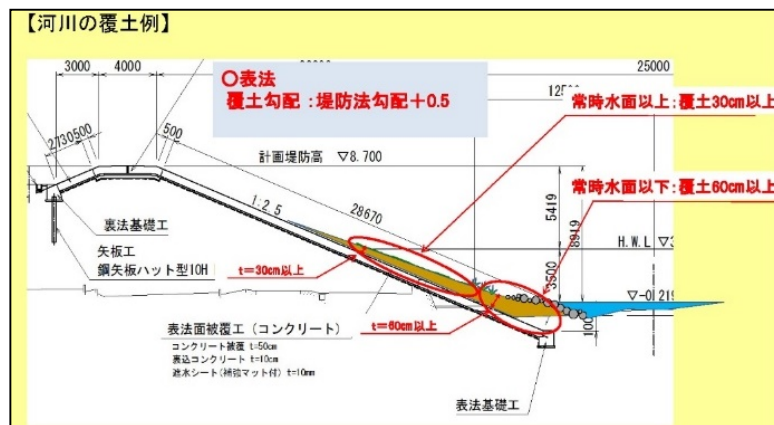 【河川の覆土例】
3000
4000
25000
○表法
覆土勾配：堤防法勾配＋0.5
常時水面以上：覆土30cm以上
2730
500
500
計画堤防高 ▽8.700
常時水面以下：覆土60cm以上
1:2.5
28670
5419
8919
H.W.L
3500
裏法基礎工
矢板工
鋼矢板ハット型10H
t＝30cm以上
t＝60cm以上
表法面被覆工（コンクリート）
コンクリート被覆 t=50cm
裏込コンクリート t=10cm
遮水シート（補強マット付）t=10mm
表法基礎工